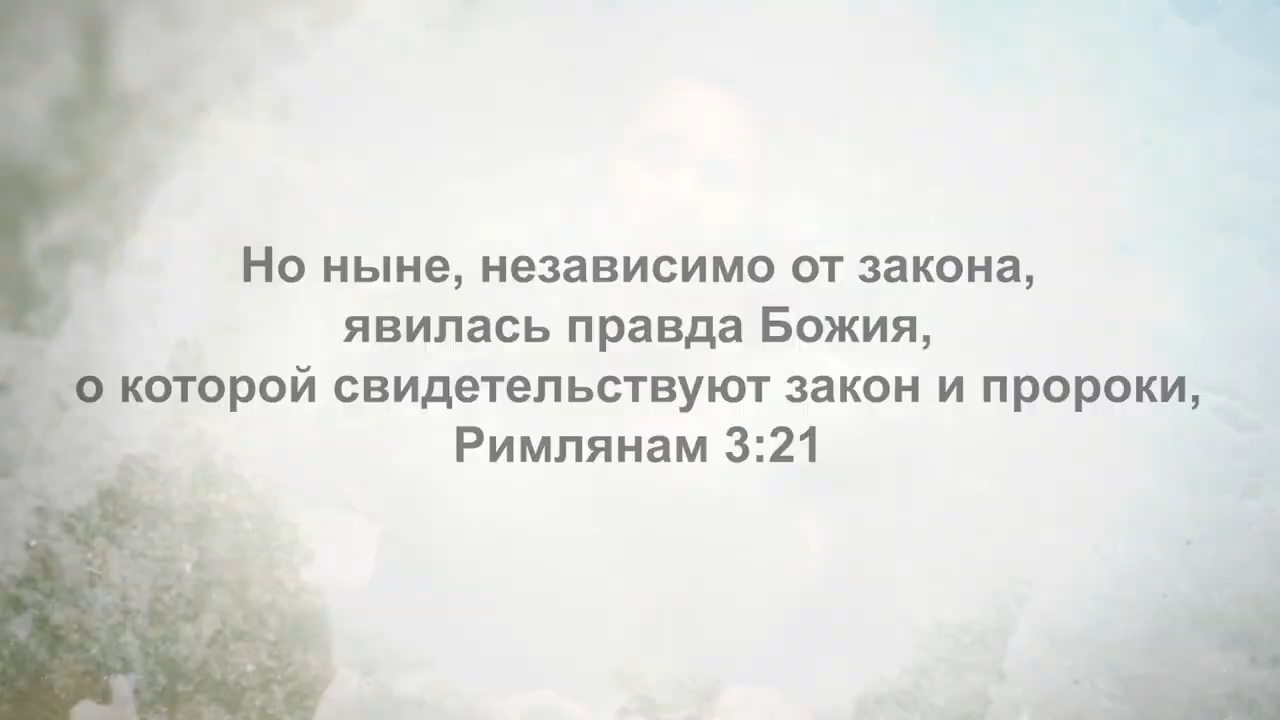 Но ныне, независимо от закона,
явилась правда Божия,
о которой свидетельствуют закон и пророки,
Римлянам 3:21